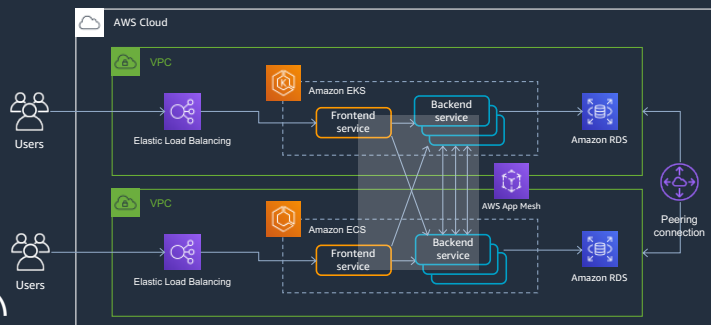 AWS Cloud
VPC
Amazon EKS
Users
Elastic Load Balancing
Frontend
service
Backend
service
Amazon RDS
AWS App Mesh
Peering
connection
VPC
Amazon ECS
Users
Elastic Load Balancing
Frontend
service
Backend
service
Amazon RDS